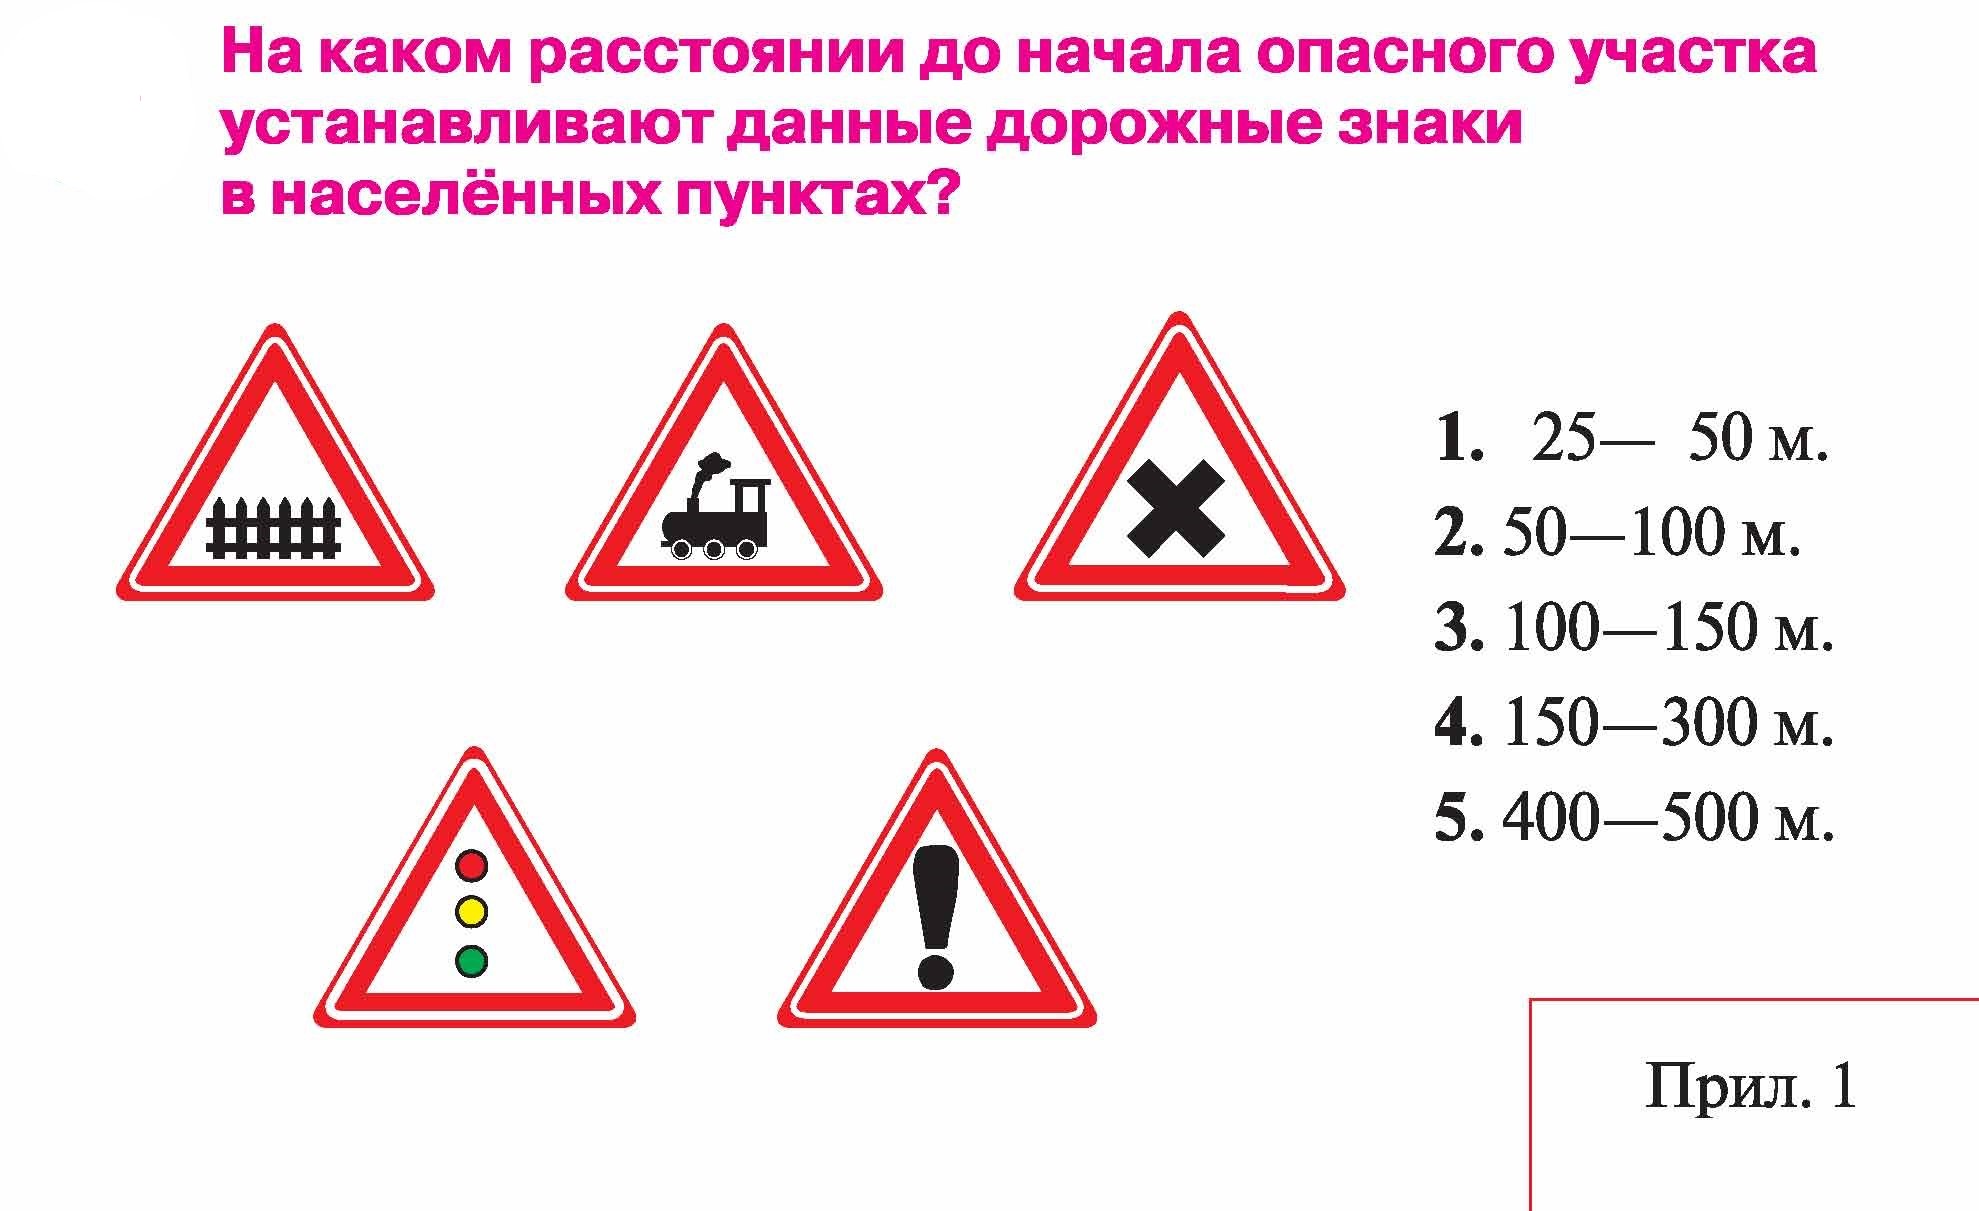 На каком расстоянии до начала опасного участка
устанавливают данные дорожные знаки
в населённых пунктах?
1. 25— 50 м.
2. 50—100 м.
3. 100—150 м.
4. 150—300 м.
5. 400—500 м.
Прил. 1